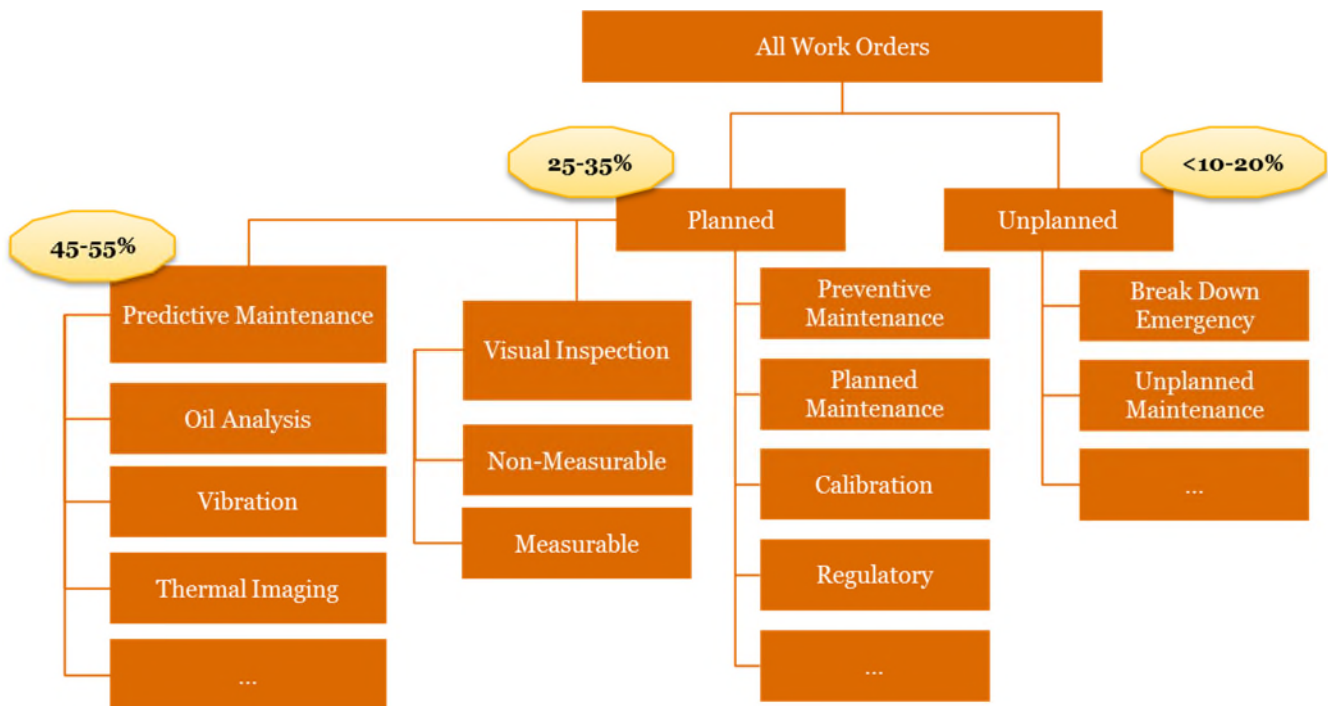 All Work Orders
25-35%
<10-20%
Planned
Unplanned
45-55%
Predictive Maintenance
Oil Analysis
Vibration
Thermal Imaging
...
Visual Inspection
Non-Measurable
Measurable
Preventive
Maintenance
Planned
Maintenance
Calibration
Regulatory
...
Break Down
Emergency
Unplanned
Maintenance
...